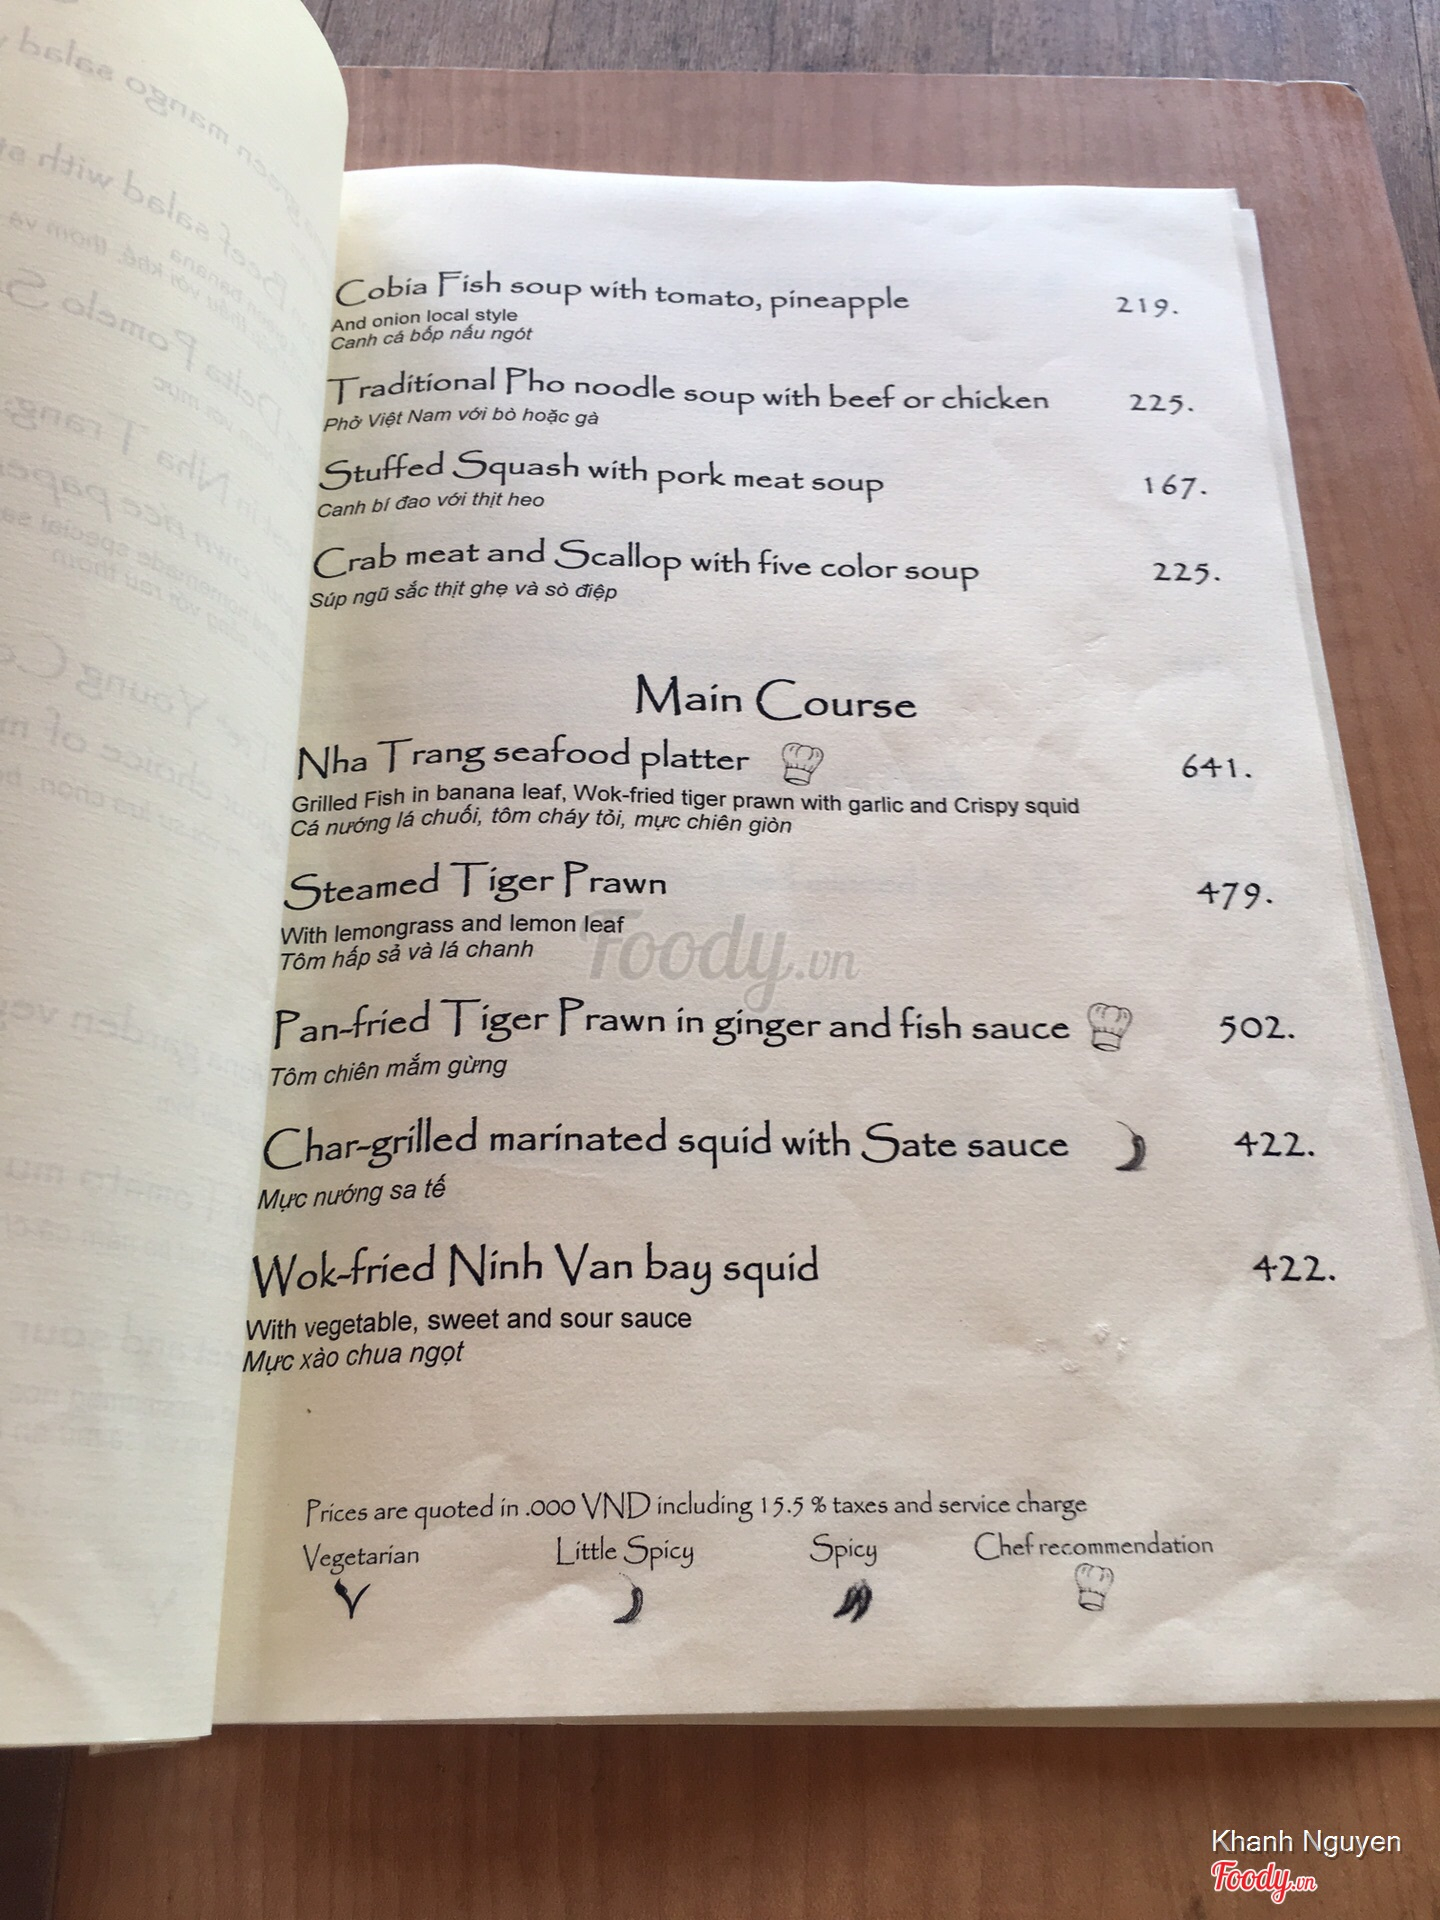 Cobia Fish soup with tomato, pineapple 219.
And onion local style
Canh cá bốp nấu ngót
Traditional Pho noodle soup with beef or chicken 225.
Phở Việt Nam với bò hoặc gà
Stuffed Squash with pork meat soup 167.
Canh bí đao với thịt heo
Crab meat and Scallop with five color soup 225.
Súp ngũ sắc thịt ghẹ và sò điệp
Main Course
Nha Trang seafood platter 641.
Grilled Fish in banana leaf, Wok-fried tiger prawn with garlic and Crispy squid
Cá nướng lá chuối, tôm cháy tỏi, mực chiên giòn
Steamed Tiger Prawn 479.
With lemongrass and lemon leaf
Tôm hấp sả và lá chanh
Foody.vn
Pan-fried Tiger Prawn in ginger and fish sauce 502.
Tôm chiên mắm gừng
Char-grilled marinated squid with Sate sauce 422.
Mực nướng sa tế
Wok-fried Ninh Van bay squid 422.
With vegetable, sweet and sour sauce
Mực xào chua ngọt
Prices are quoted in .000 VND including 15.5 % taxes and service charge
Vegetarian Little Spicy Spicy Chef recommendation
Khanh Nguyen
Foody.vn